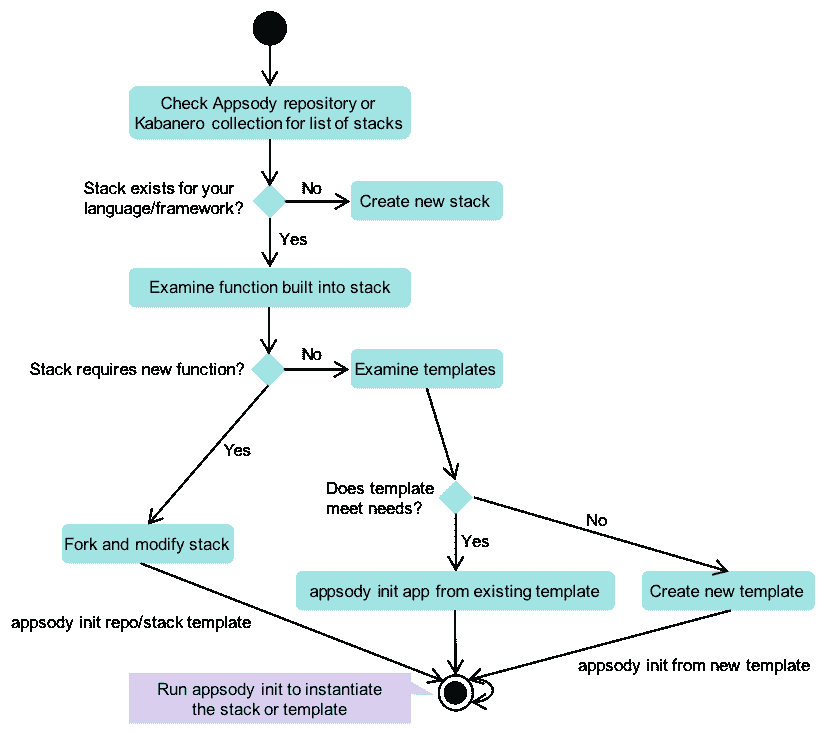 Check Appsody repository or
Kabanero collection for list of stacks
Stack exists for your
language/framework?
No
Create new stack
Yes
Examine function built into stack
Stack requires new function?
No
Examine templates
Yes
Does template
meet needs?
No
Yes
Fork and modify stack
appsody init app from existing template
Create new template
appsody init repo/stack template
appsody init from new template
Run appsody init to instantiate
the stack or template